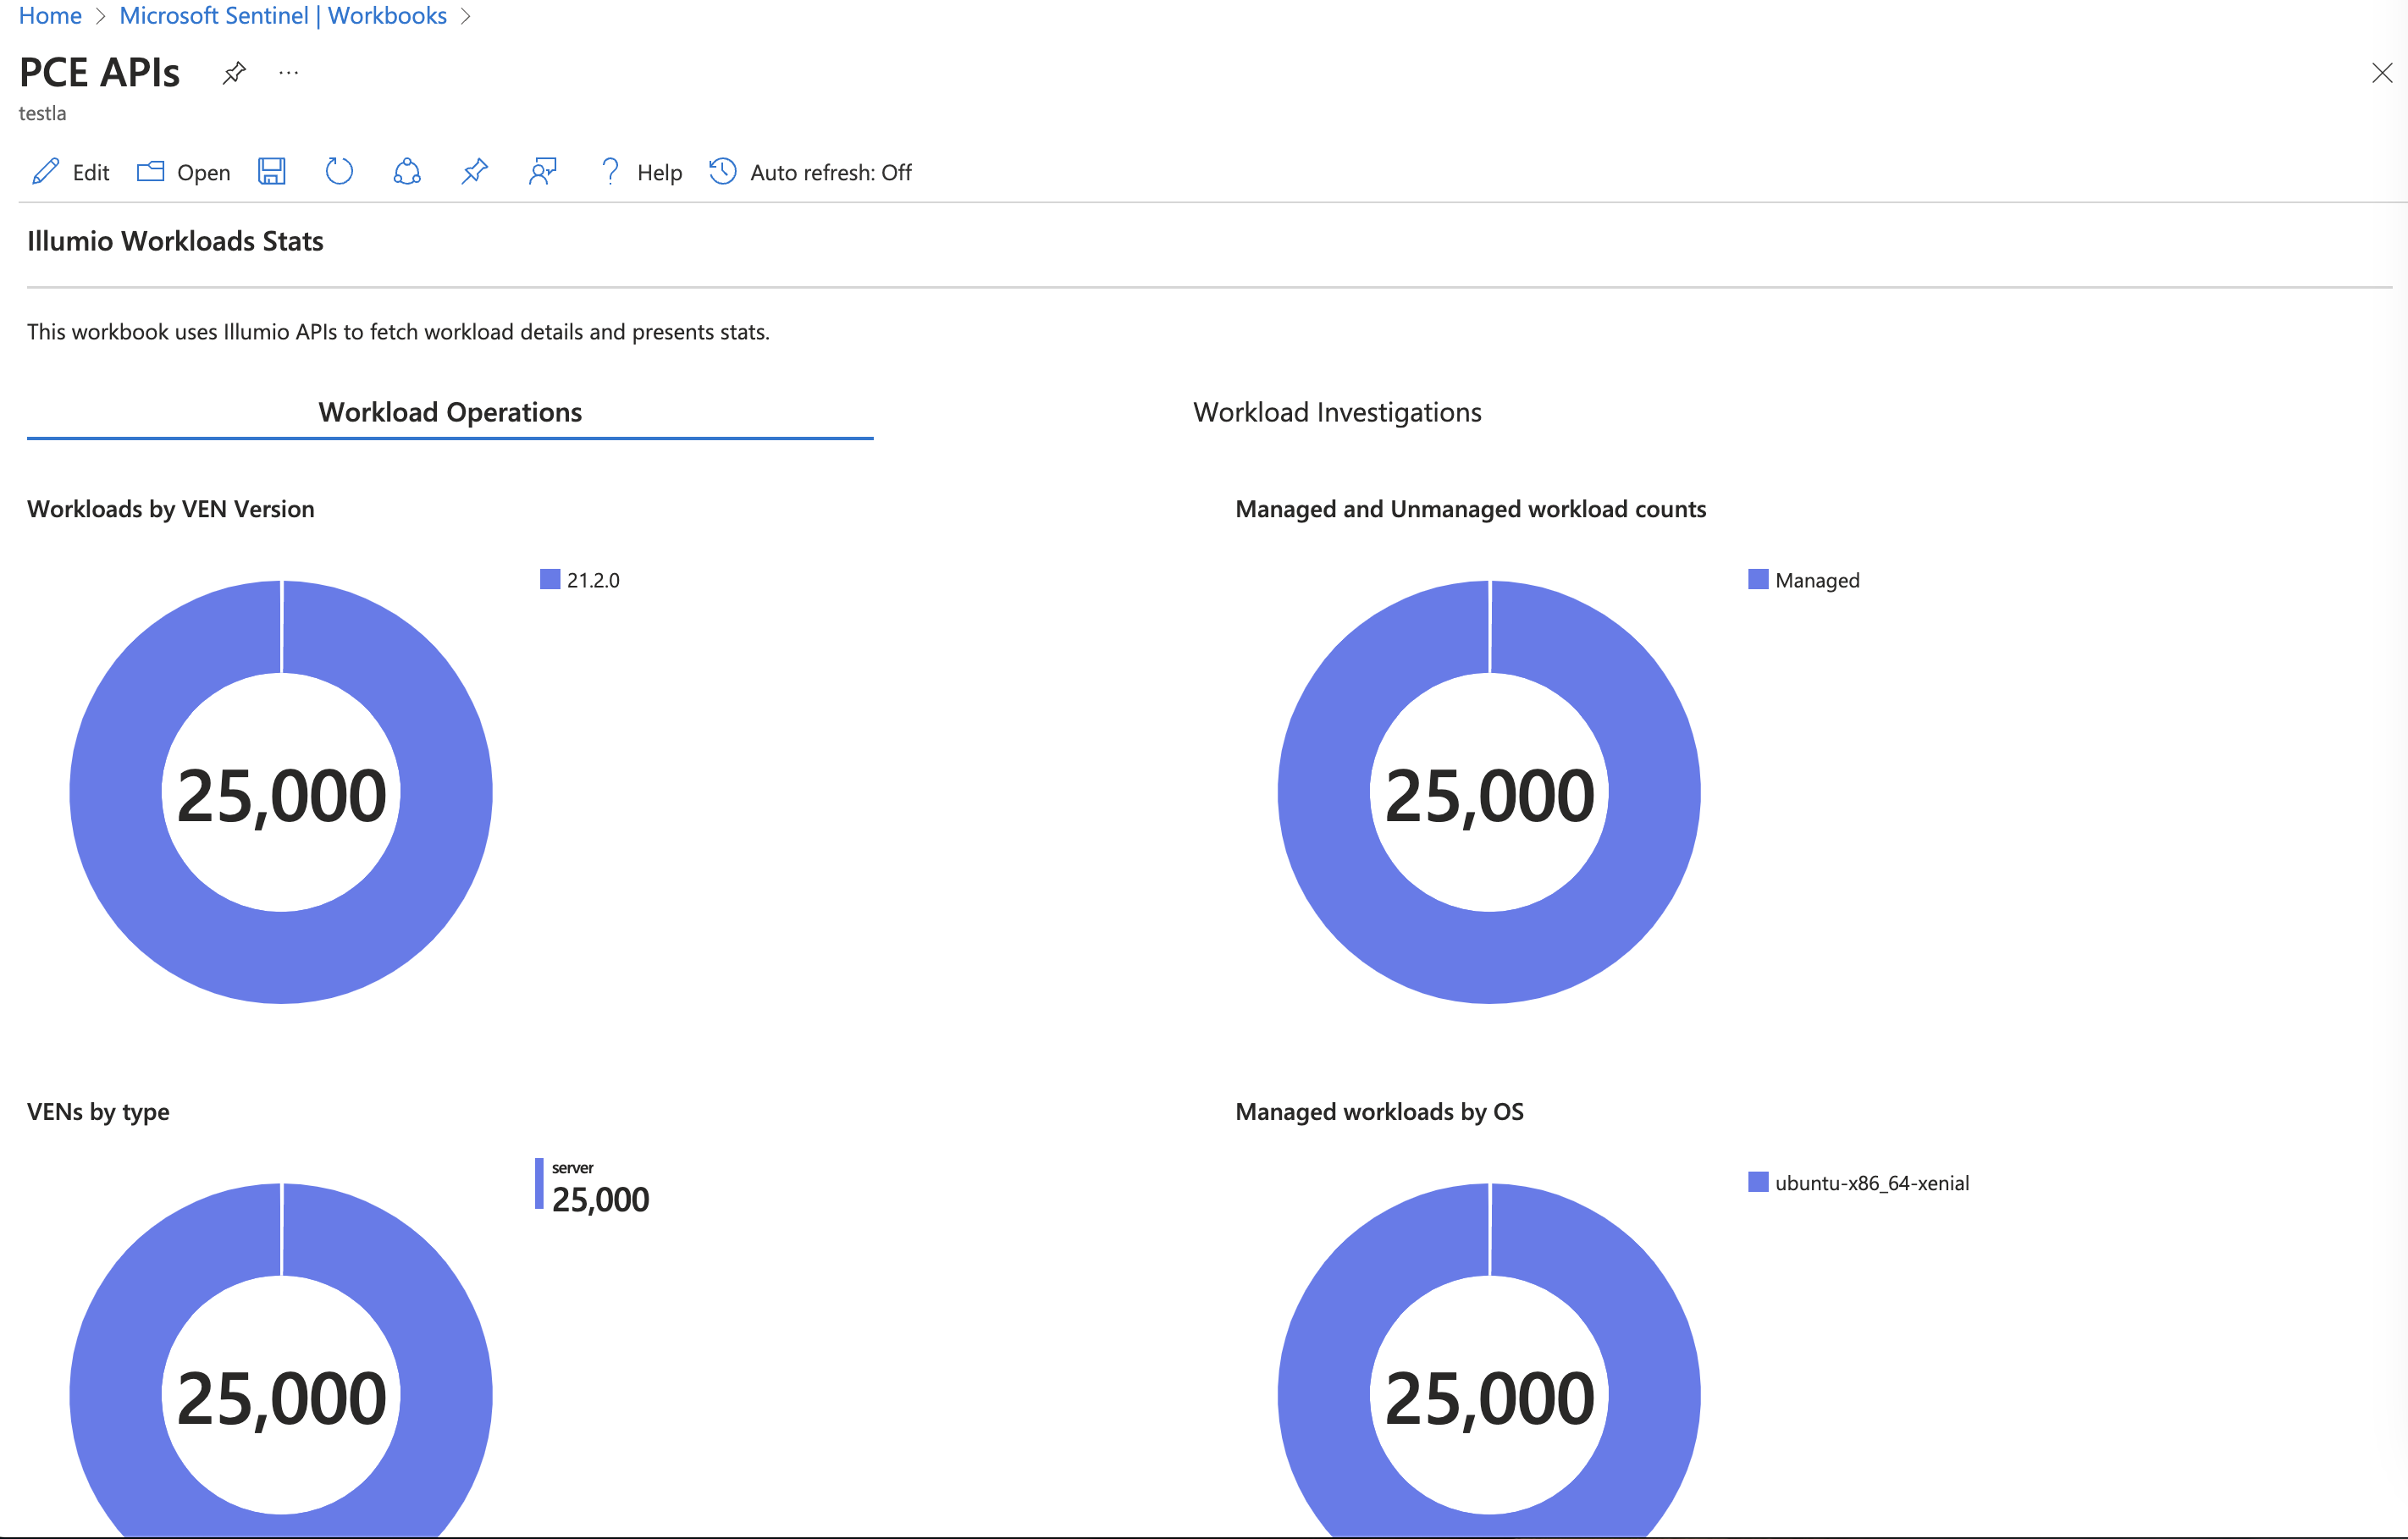 Home > Microsoft Sentinel | Workbooks >
PCE APIs ...
testla
Edit Open Help Auto refresh: Off
Illumio Workloads Stats
This workbook uses Illumio APIs to fetch workload details and presents stats.
Workload Operations Workload Investigations
Workloads by VEN Version
21.2.0
25,000
Managed and Unmanaged workload counts
Managed
25,000
VENs by type
server
25,000
25,000
Managed workloads by OS
ubuntu-x86_64-xenial
25,000